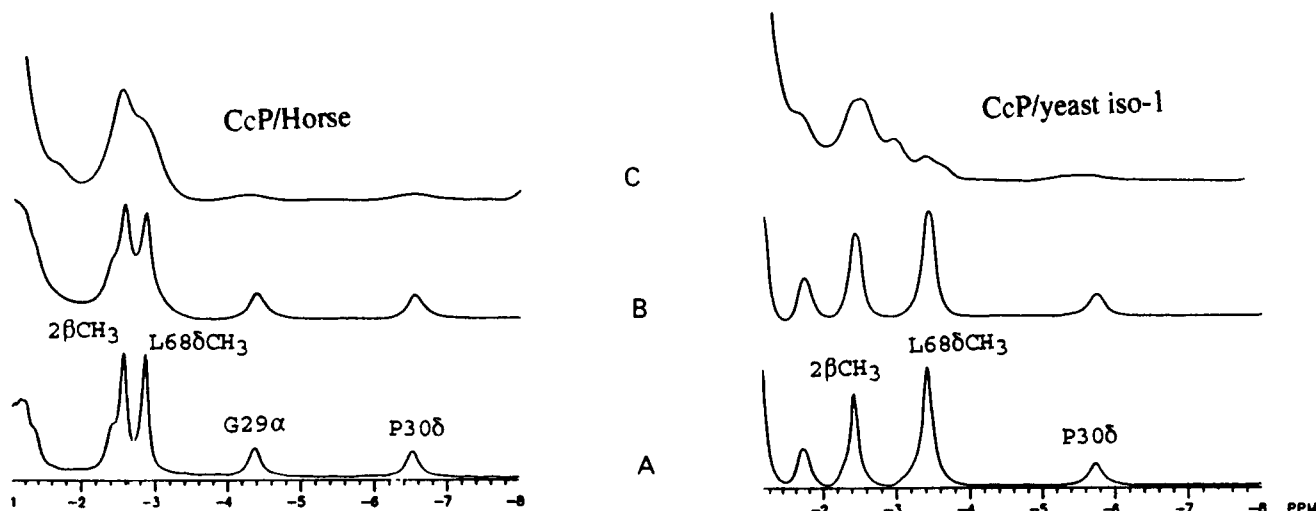 CcP/Horse
CcP/yeast iso-1
C
B
2βCH3
L68δCH3
L68δCH3
2βCH3
G29α
P30δ
P30δ
A
1 -2 -3 -4 -5 -6 -7 -8
-2 -3 -4 -5 -6 -7 -8 PPM